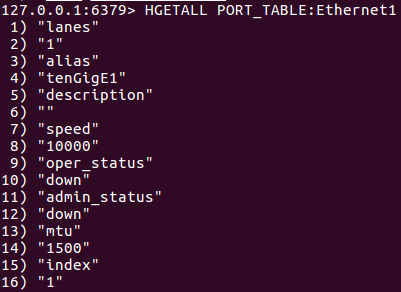 127.0.0.1:6379> HGETALL PORT_TABLE:Ethernet1
1) "lanes"
2) "1"
3) "alias"
4) "tenGigE1"
5) "description"
6) ""
7) "speed"
8) "10000"
9) "oper_status"
10) "down"
11) "admin_status"
12) "down"
13) "mtu"
14) "1500"
15) "index"
16) "1"